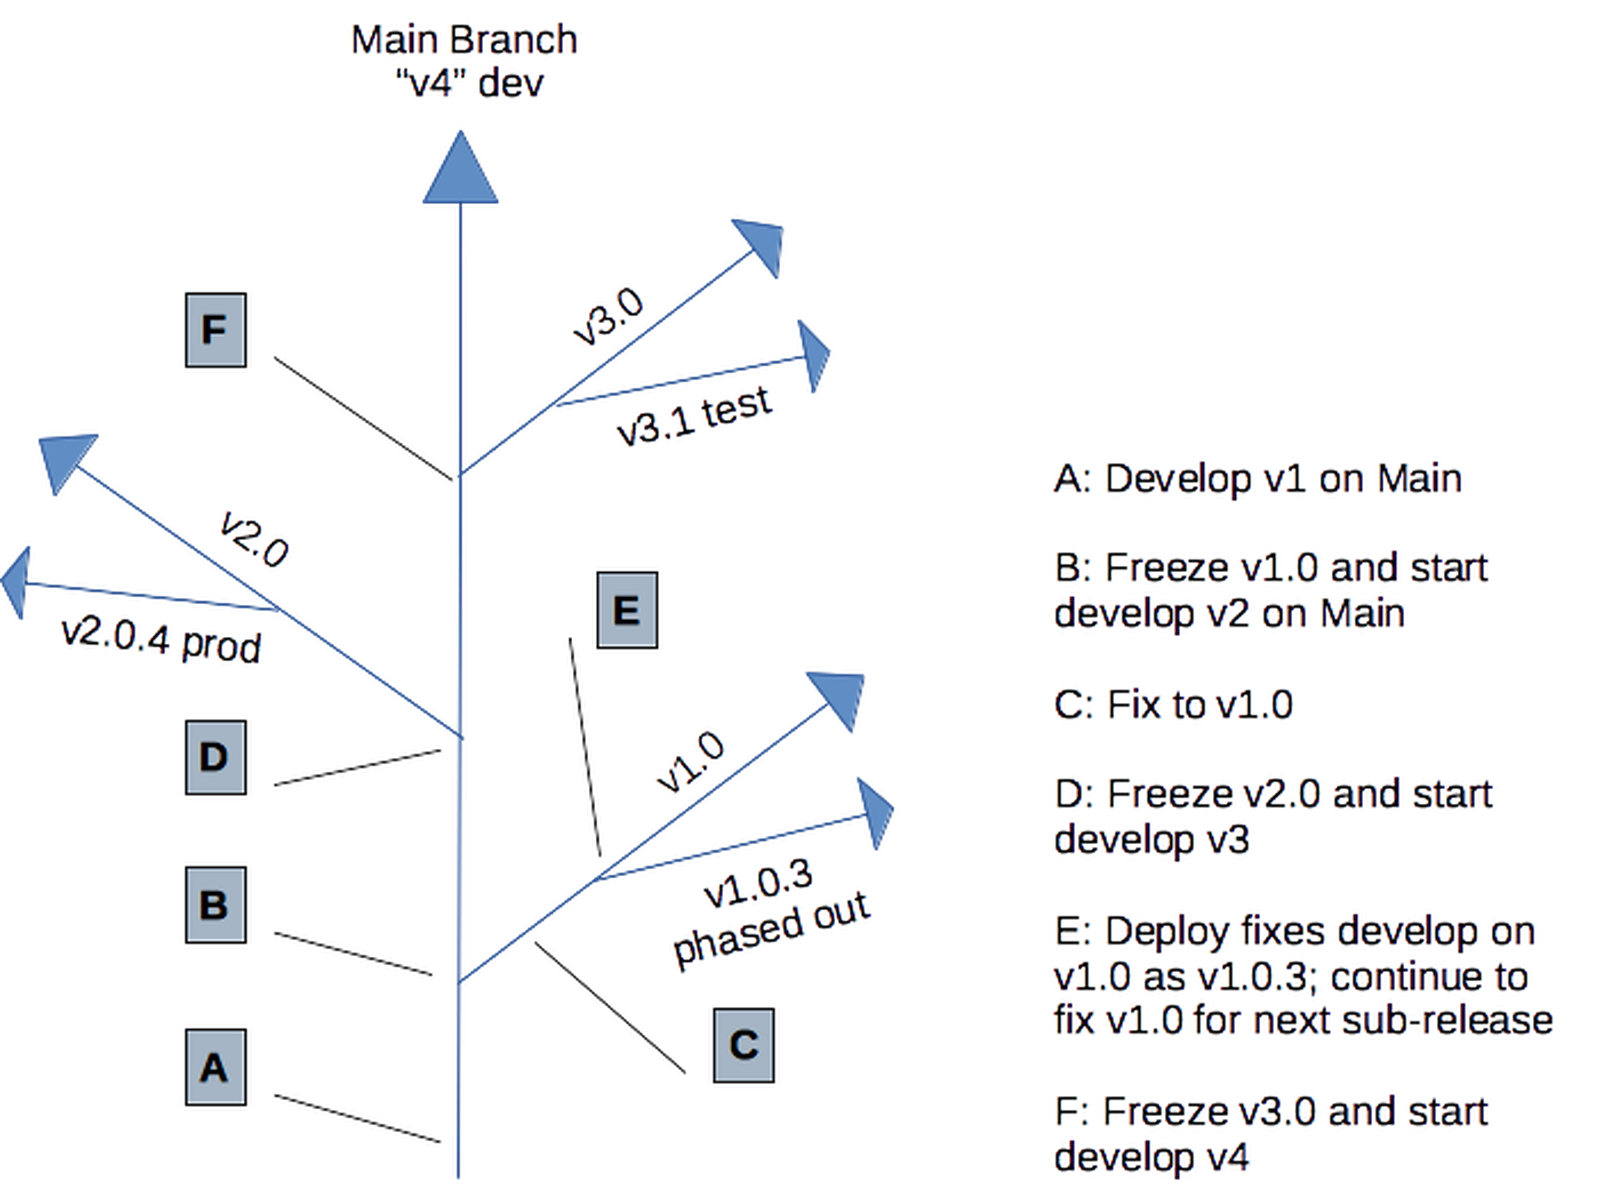 Main Branch
“v4” dev
F
v3.0
v3.1 test
v2.0
v2.0.4 prod
E
D
v1.0
v1.0.3
phased out
B
C
A
A: Develop v1 on Main
B: Freeze v1.0 and start
develop v2 on Main
C: Fix to v1.0
D: Freeze v2.0 and start
develop v3
E: Deploy fixes develop on
v1.0 as v1.0.3; continue to
fix v1.0 for next sub-release
F: Freeze v3.0 and start
develop v4